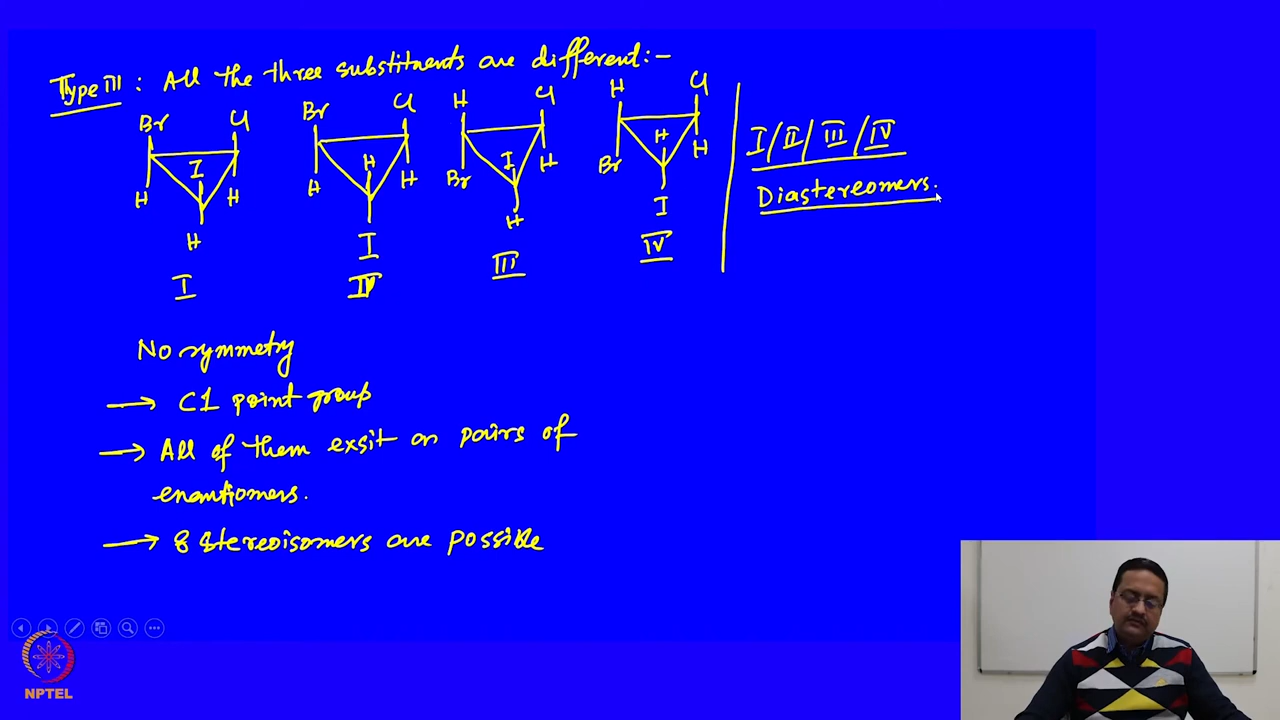 Type III : All the three substituents are different:-
Br Cl Br Cl H Cl H Cl
I H I H
H H H H Br H Br H
H I H I
I II III IV
I/II/III/IV
Diastereomers.
No symmetry
→ C1 point group
→ All of them exsit as pairs of
enantiomers.
→ 8 stereoisomers are possible
NPTEL